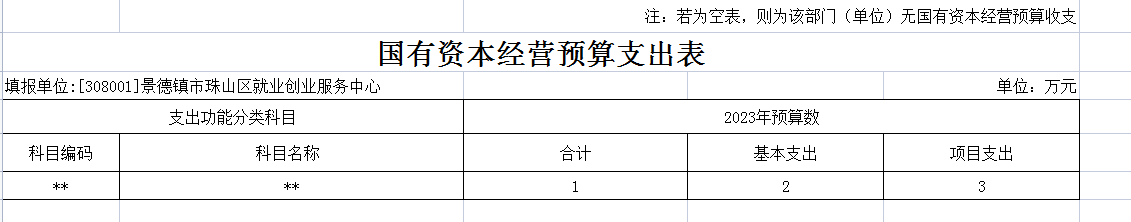 注：若为空表，则为该部门（单位）无国有资本经营预算收支
国有资本经营预算支出表
填报单位:[308001]景德镇市珠山区就业创业服务中心 单位：万元
支出功能分类科目 2023年预算数
科目编码 科目名称 合计 基本支出 项目支出
** ** 1 2 3